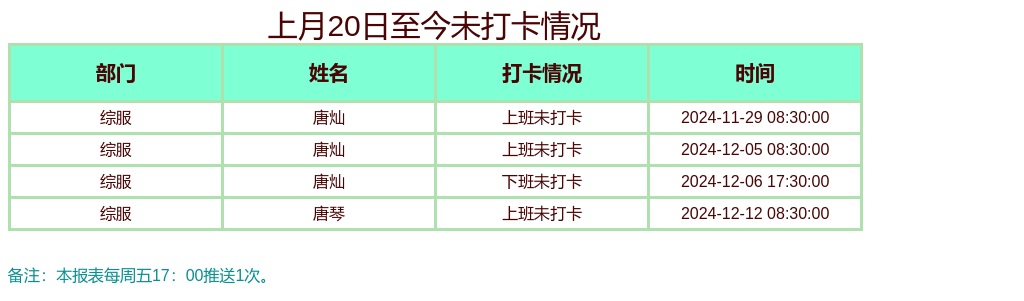 上月20日至今未打卡情况
部门 姓名 打卡情况 时间
综服 唐灿 上班未打卡 2024-11-29 08:30:00
综服 唐灿 上班未打卡 2024-12-05 08:30:00
综服 唐灿 下班未打卡 2024-12-06 17:30:00
综服 唐琴 上班未打卡 2024-12-12 08:30:00
备注：本报表每周五17：00推送1次。